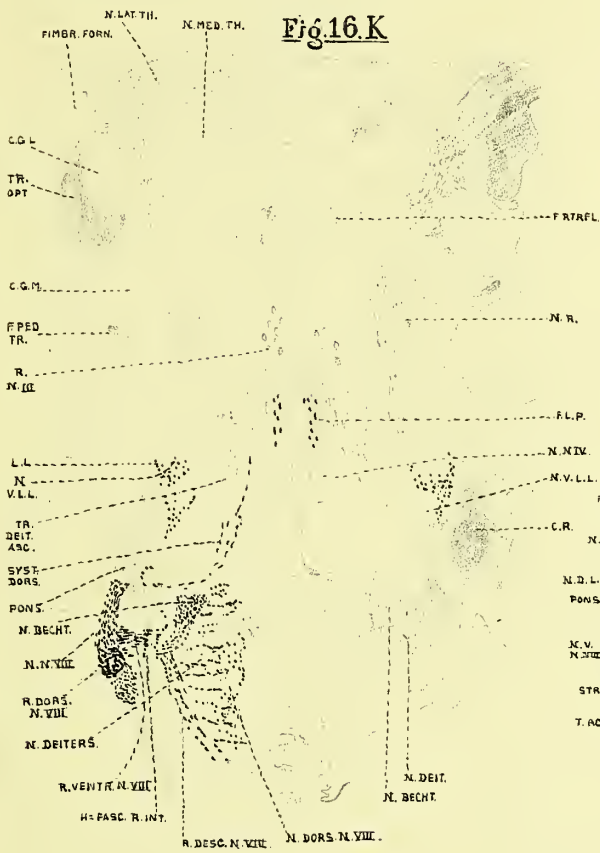 Fig.16.K
N. LAT. TH.
N. MED. TH.
FIMBR. FORN.
C.G L
TR.
OPT
F RTRFL.
C.G.M.
F. PED
TR.
N. R.
R.
N. III
F.L.P.
L.L
N
V.L.L.
N. NIV.
N.V.L.L.
TR.
DEIT.
ASC.
C.R.
N.
SYST.
DORS.
N.D.L.
PONS.
PONS
N. BECHT.
N.V.
N. VIII
N.N.VIII
R.DORS.
N.VIII
STR
T. AC
N. DEITERS.
R.VENTR. N.VIII
N. DEIT.
N. BECHT.
H = FASC. R. INT.
R.DESC. N.VIII.
N. DORS. N.VIII.